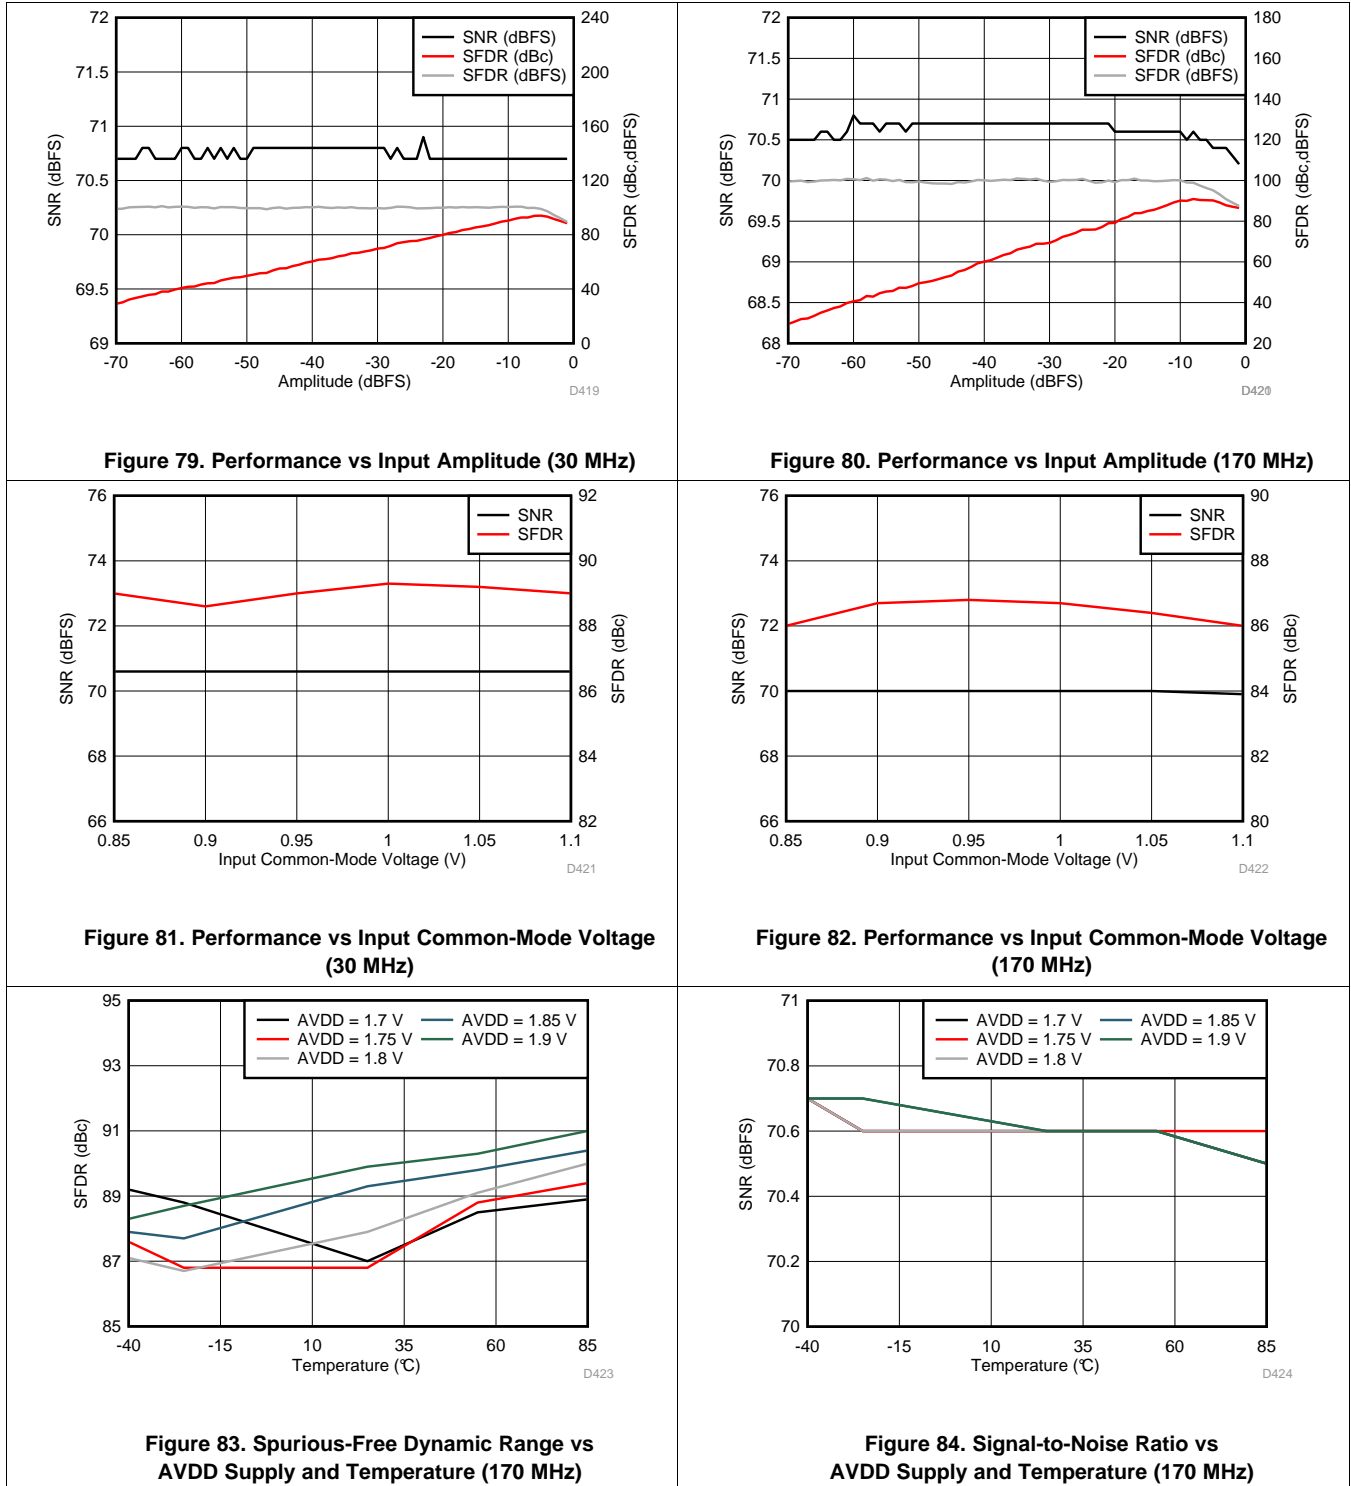 72
71.5
71
70.5
70
69.5
69
240
200
160
120
80
40
0
SNR (dBFS)
SFDR (dBc)
SFDR (dBFS)
SNR (dBFS)
SFDR (dBc,dBFS)
-70 -60 -50 -40 -30 -20 -10 0
Amplitude (dBFS)
D419
Figure 79. Performance vs Input Amplitude (30 MHz)
72
71.5
71
70.5
70
69.5
69
68.5
68
180
160
140
120
100
80
60
40
20
SNR (dBFS)
SFDR (dBc)
SFDR (dBFS)
SNR (dBFS)
SFDR (dBc,dBFS)
-70 -60 -50 -40 -30 -20 -10 0
Amplitude (dBFS)
Figure 80. Performance vs Input Amplitude (170 MHz)
76
74
72
70
68
66
92
90
88
86
84
82
SNR
SFDR
SNR (dBFS)
SFDR (dBc)
0.85 0.9 0.95 1 1.05 1.1
Input Common-Mode Voltage (V)
D421
Figure 81. Performance vs Input Common-Mode Voltage
(30 MHz)
76
74
72
70
68
66
90
88
86
84
82
80
SNR
SFDR
SNR (dBFS)
SFDR (dBc)
0.85 0.9 0.95 1 1.05 1.1
Input Common-Mode Voltage (V)
D422
Figure 82. Performance vs Input Common-Mode Voltage
(170 MHz)
95
93
91
89
87
85
AVDD = 1.7 V AVDD = 1.85 V
AVDD = 1.75 V AVDD = 1.9 V
AVDD = 1.8 V
SFDR (dBc)
-40 -15 10 35 60 85
Temperature (°C)
D423
Figure 83. Spurious-Free Dynamic Range vs
AVDD Supply and Temperature (170 MHz)
71
70.8
70.6
70.4
70.2
70
AVDD = 1.7 V AVDD = 1.85 V
AVDD = 1.75 V AVDD = 1.9 V
AVDD = 1.8 V
SNR (dBFS)
-40 -15 10 35 60 85
Temperature (°C)
D424
Figure 84. Signal-to-Noise Ratio vs
AVDD Supply and Temperature (170 MHz)